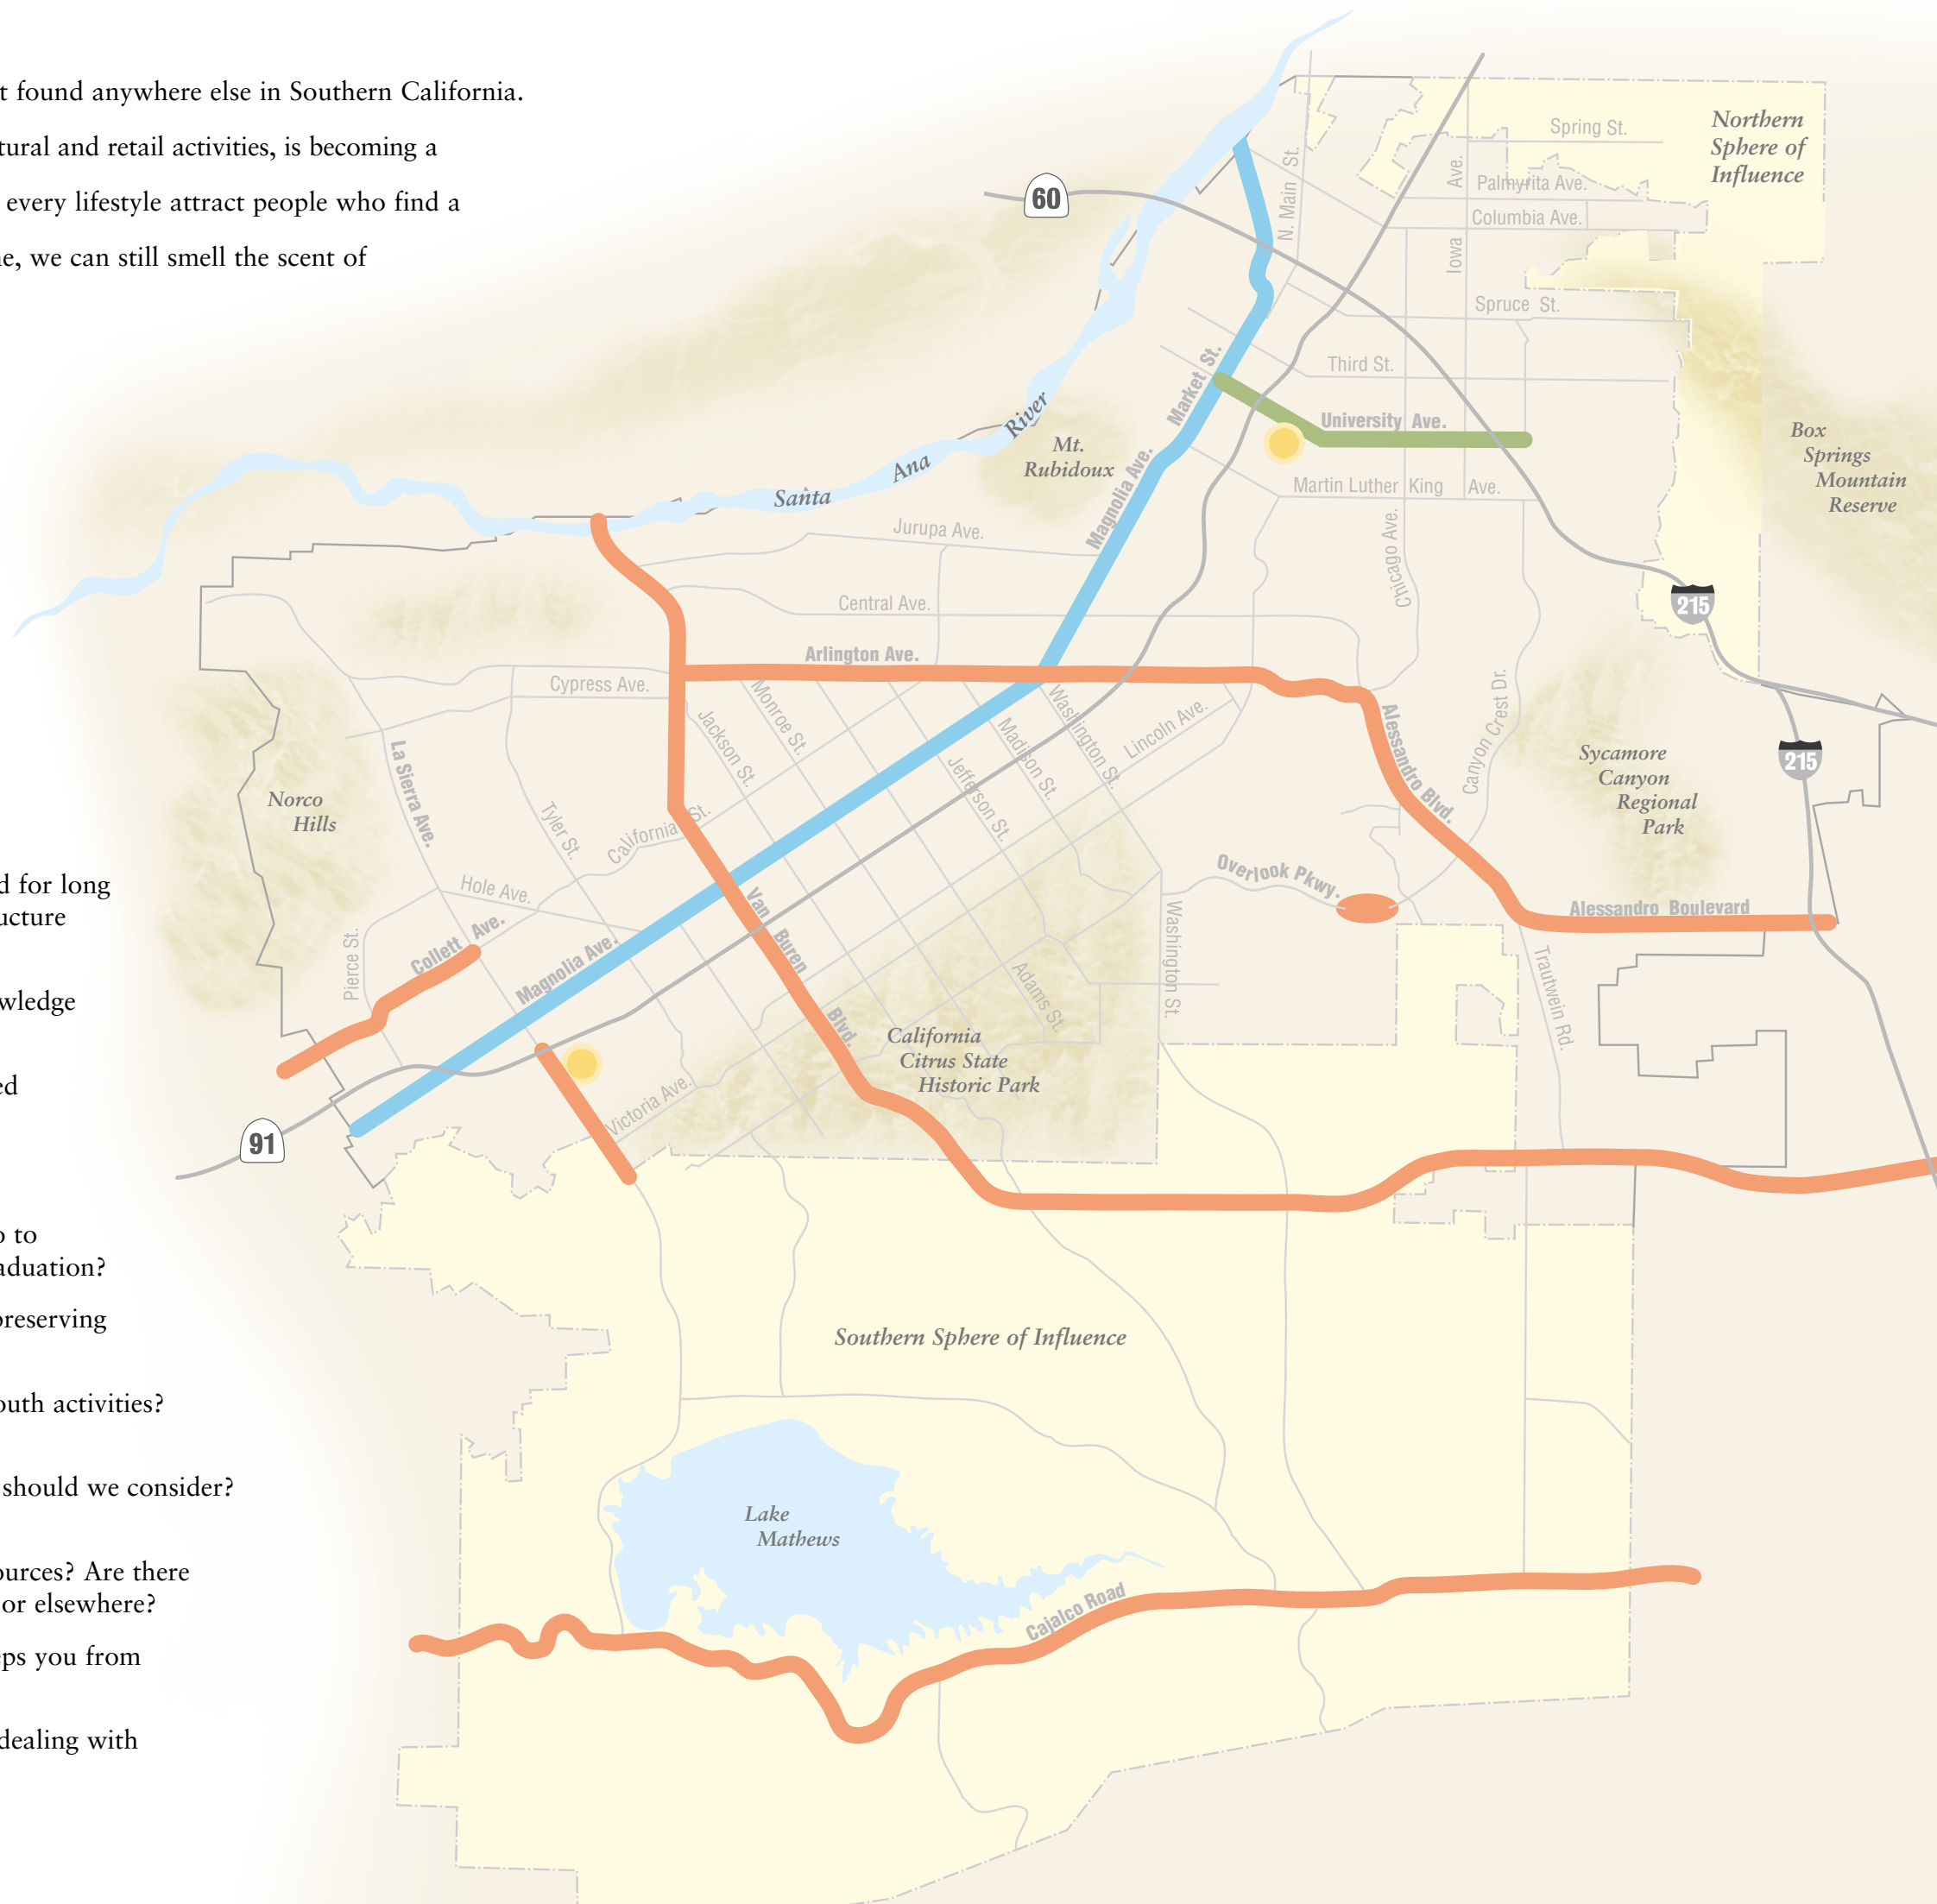 t found anywhere else in Southern California.
tural and retail activities, is becoming a
every lifestyle attract people who find a
ne, we can still smell the scent of
d for long
ucture
wledge
ed
o to
aduation?
preserving
outh activities?
should we consider?
ources? Are there
or elsewhere?
eps you from
dealing with
Northern
Sphere of
Influence
Spring St.
Palmyrita Ave.
Columbia Ave.
Iowa Ave.
N. Main St.
60
Spruce St.
Third St.
Market St.
University Ave.
Box
Springs
Mountain
Reserve
Mt.
Rubidoux
Santa Ana River
Magnolia Ave.
Martin Luther King Ave.
Jurupa Ave.
Chicago Ave.
Central Ave.
215
Arlington Ave.
Cypress Ave.
Jackson St.
Monroe St.
Washington St.
Madison St.
Jefferson St.
Lincoln Ave.
Alessandro Blvd.
Canyon Crest Dr.
Sycamore
Canyon
Regional
Park
215
Norco
Hills
La Sierra Ave.
Tyler St.
California St.
Hole Ave.
Van Buren Blvd.
Overlook Pkwy.
Washington St.
Alessandro Boulevard
Pierce St.
Collett Ave.
Magnolia Ave.
Adams St.
Trautwein Rd.
California
Citrus State
Historic Park
Victoria Ave.
91
Southern Sphere of Influence
Lake
Mathews
Cajalco Road